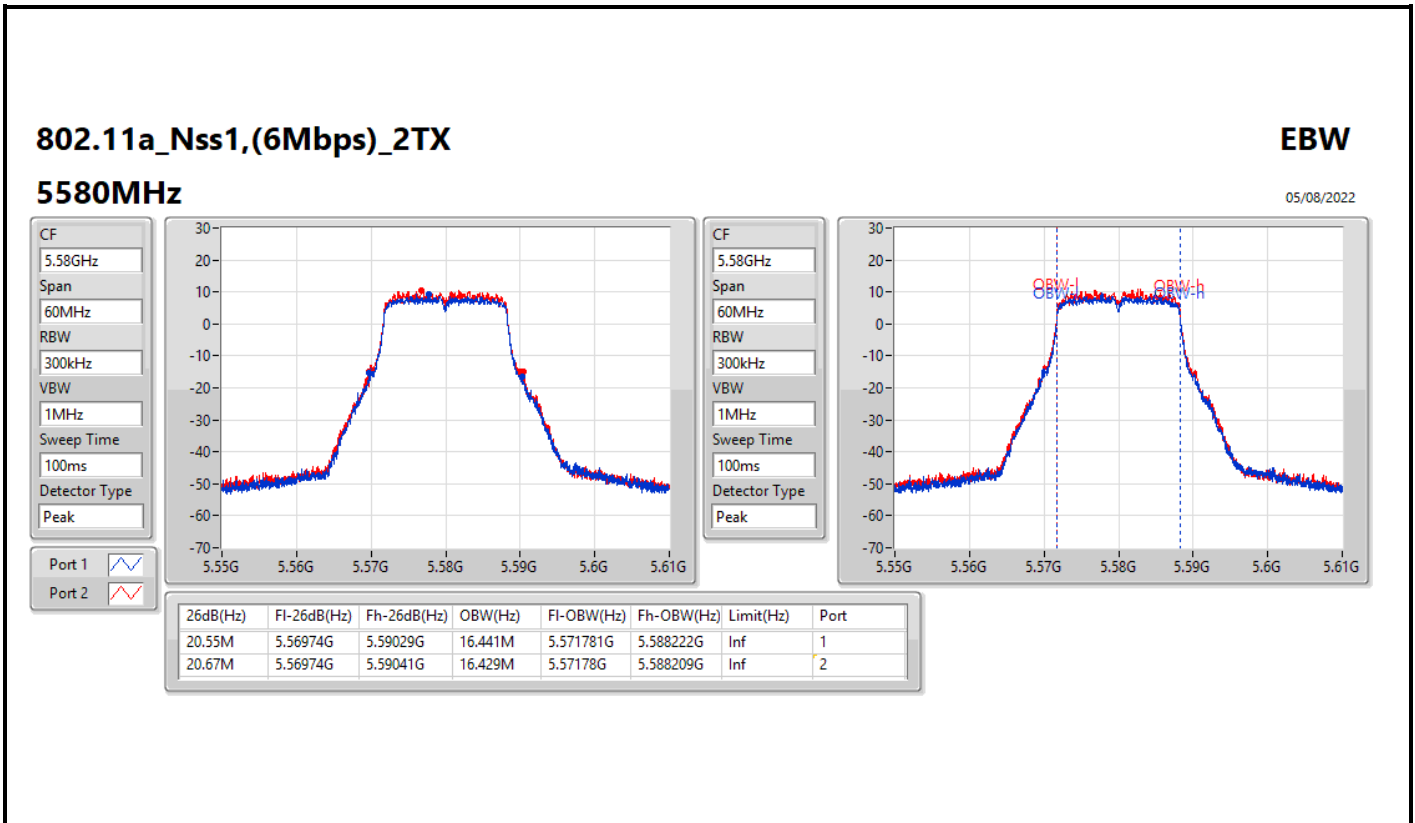 802.11a_Nss1,(6Mbps)_2TX EBW
5580MHz 05/08/2022
CF
5.58GHz
Span
60MHz
RBW
300kHz
VBW
1MHz
Sweep Time
100ms
Detector Type
Peak
Port 1
Port 2
30
20
10
0
-10
-20
-30
-40
-50
-60
-70
5.55G 5.56G 5.57G 5.58G 5.59G 5.6G 5.61G
CF
5.58GHz
Span
60MHz
RBW
300kHz
VBW
1MHz
Sweep Time
100ms
Detector Type
Peak
30
20
10
0
-10
-20
-30
-40
-50
-60
-70
OBW-l OBW-h
OBW-l OBW-h
5.55G 5.56G 5.57G 5.58G 5.59G 5.6G 5.61G
26dB(Hz) Fl-26dB(Hz) Fh-26dB(Hz) OBW(Hz) Fl-OBW(Hz) Fh-OBW(Hz) Limit(Hz) Port
20.55M 5.56974G 5.59029G 16.441M 5.571781G 5.588222G Inf 1
20.67M 5.56974G 5.59041G 16.429M 5.57178G 5.588209G Inf 2